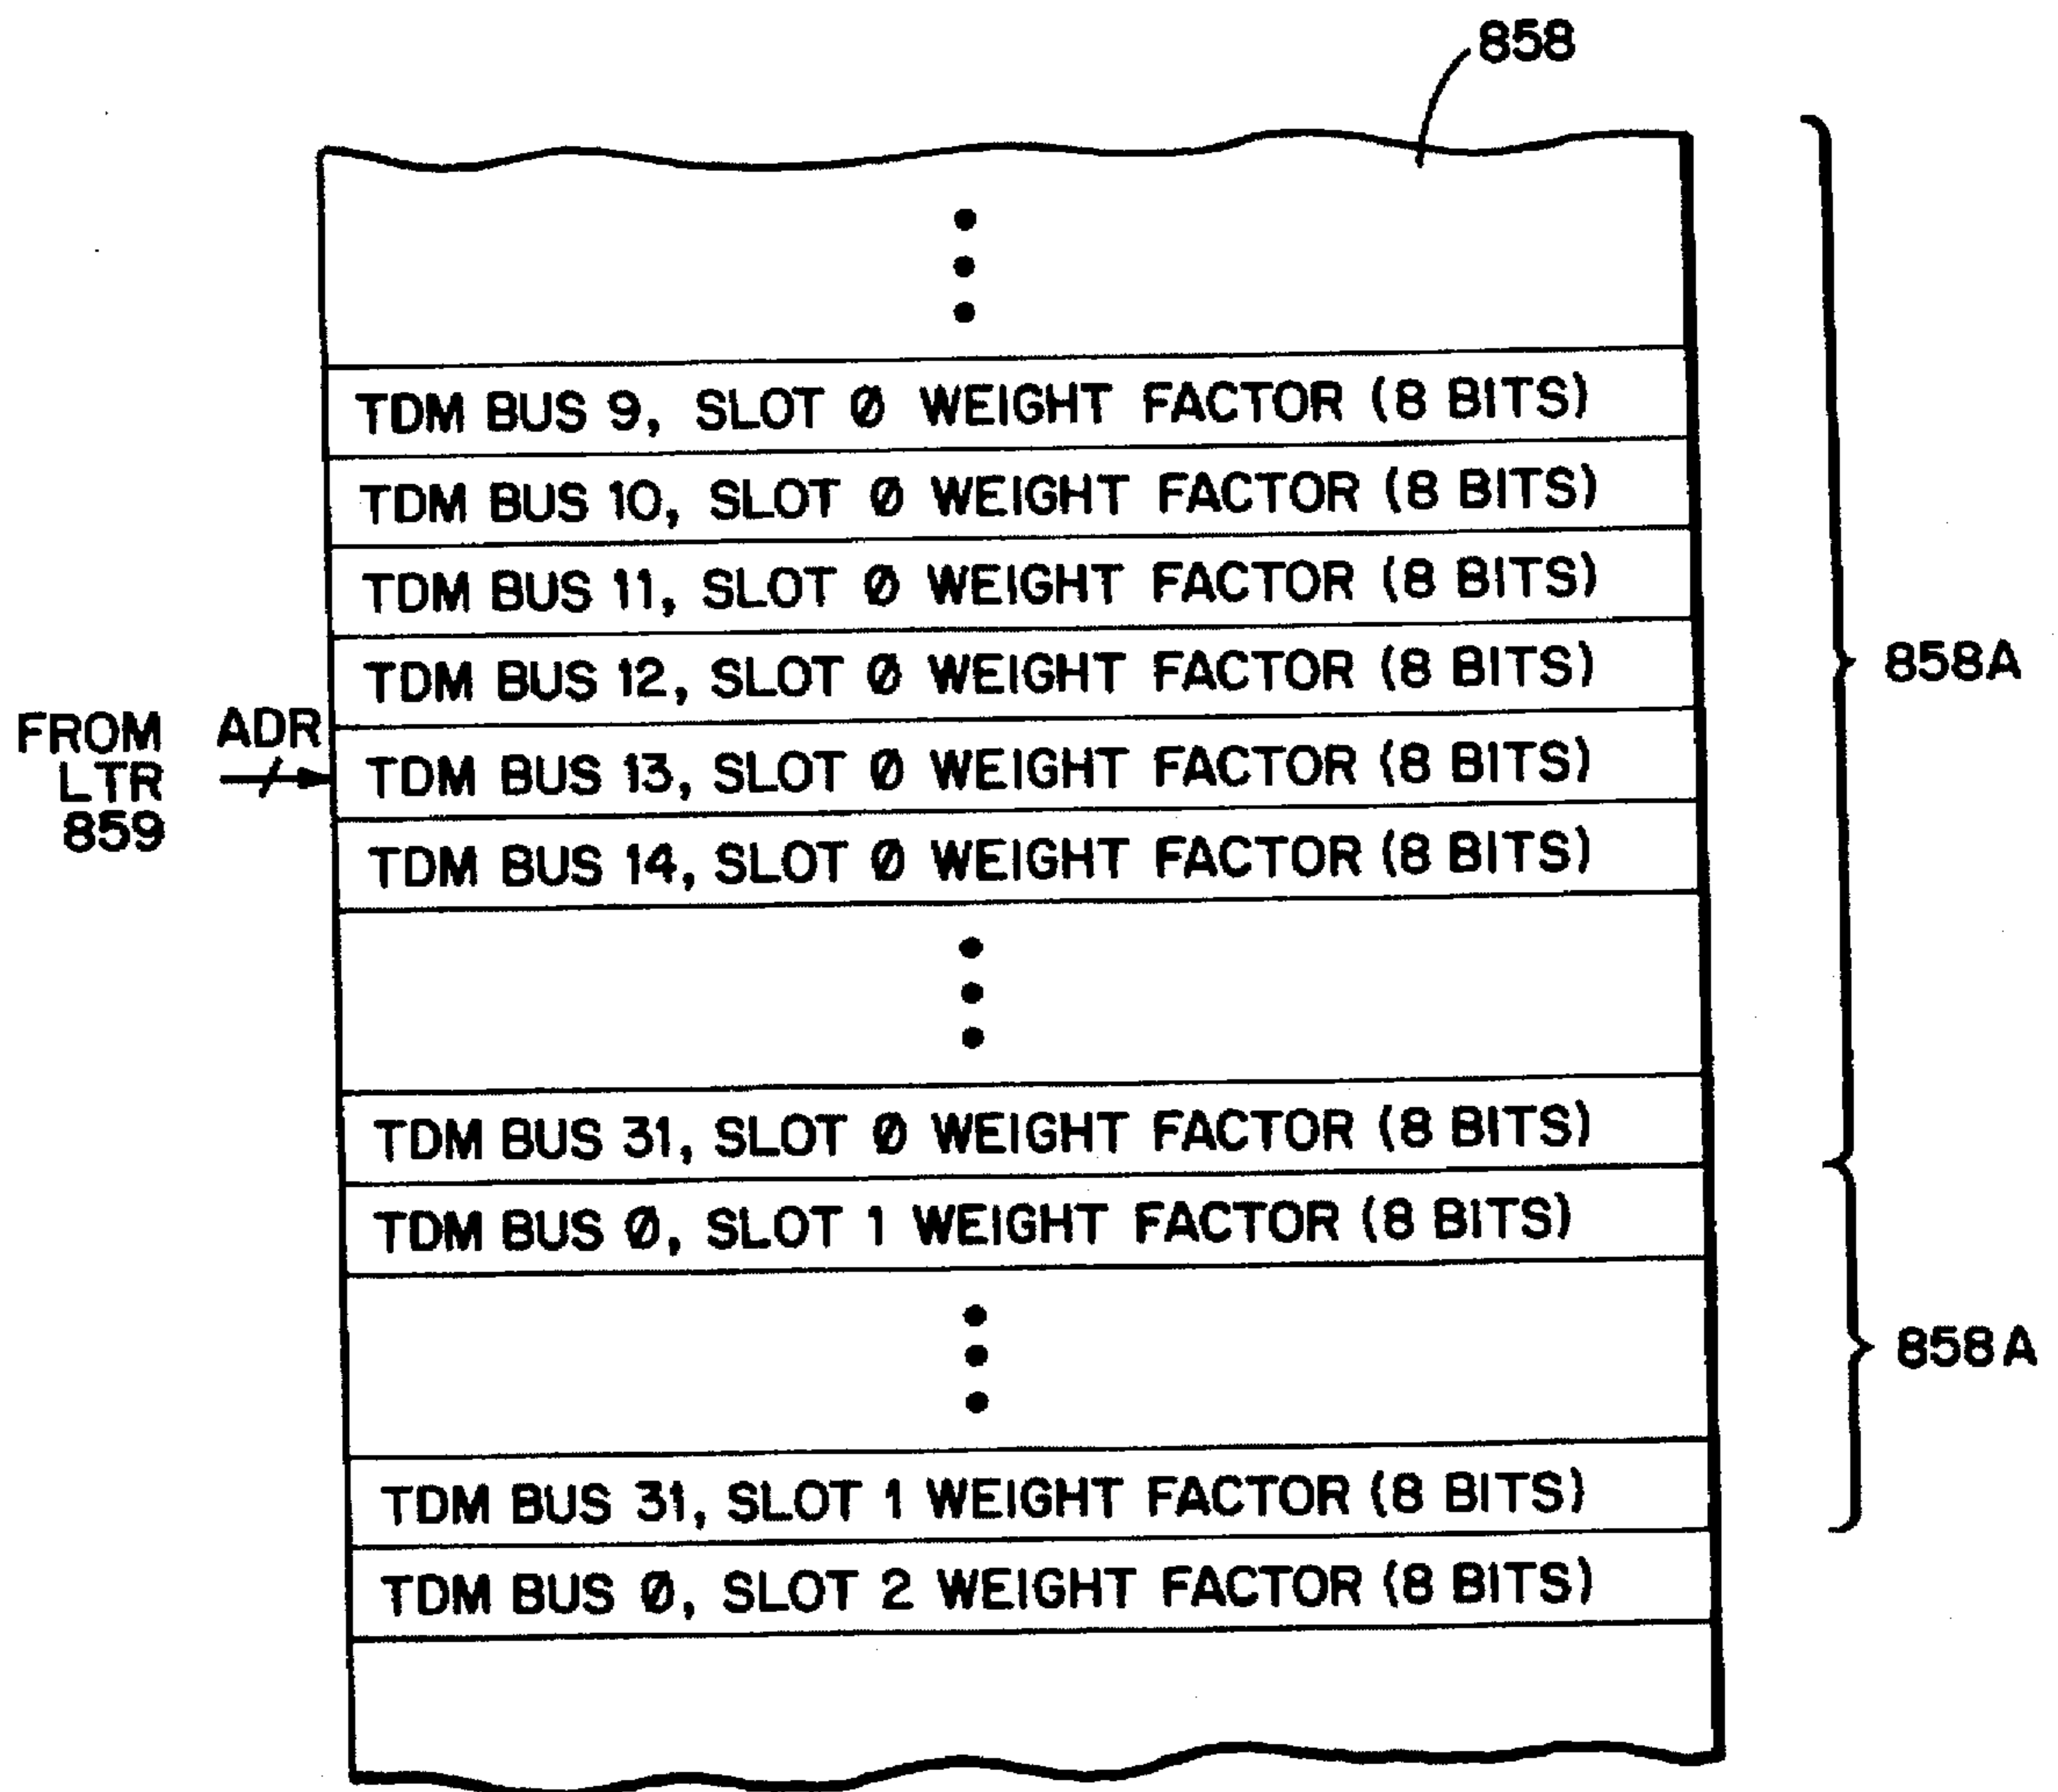 858
TDM BUS 9, SLOT Ø WEIGHT FACTOR (8 BITS)
TDM BUS 10, SLOT Ø WEIGHT FACTOR (8 BITS)
TDM BUS 11, SLOT Ø WEIGHT FACTOR (8 BITS)
TDM BUS 12, SLOT Ø WEIGHT FACTOR (8 BITS)
858A
FROM
LTR
859
ADR
TDM BUS 13, SLOT Ø WEIGHT FACTOR (8 BITS)
TDM BUS 14, SLOT Ø WEIGHT FACTOR (8 BITS)
TDM BUS 31, SLOT Ø WEIGHT FACTOR (8 BITS)
TDM BUS Ø, SLOT 1 WEIGHT FACTOR (8 BITS)
858A
TDM BUS 31, SLOT 1 WEIGHT FACTOR (8 BITS)
TDM BUS Ø, SLOT 2 WEIGHT FACTOR (8 BITS)